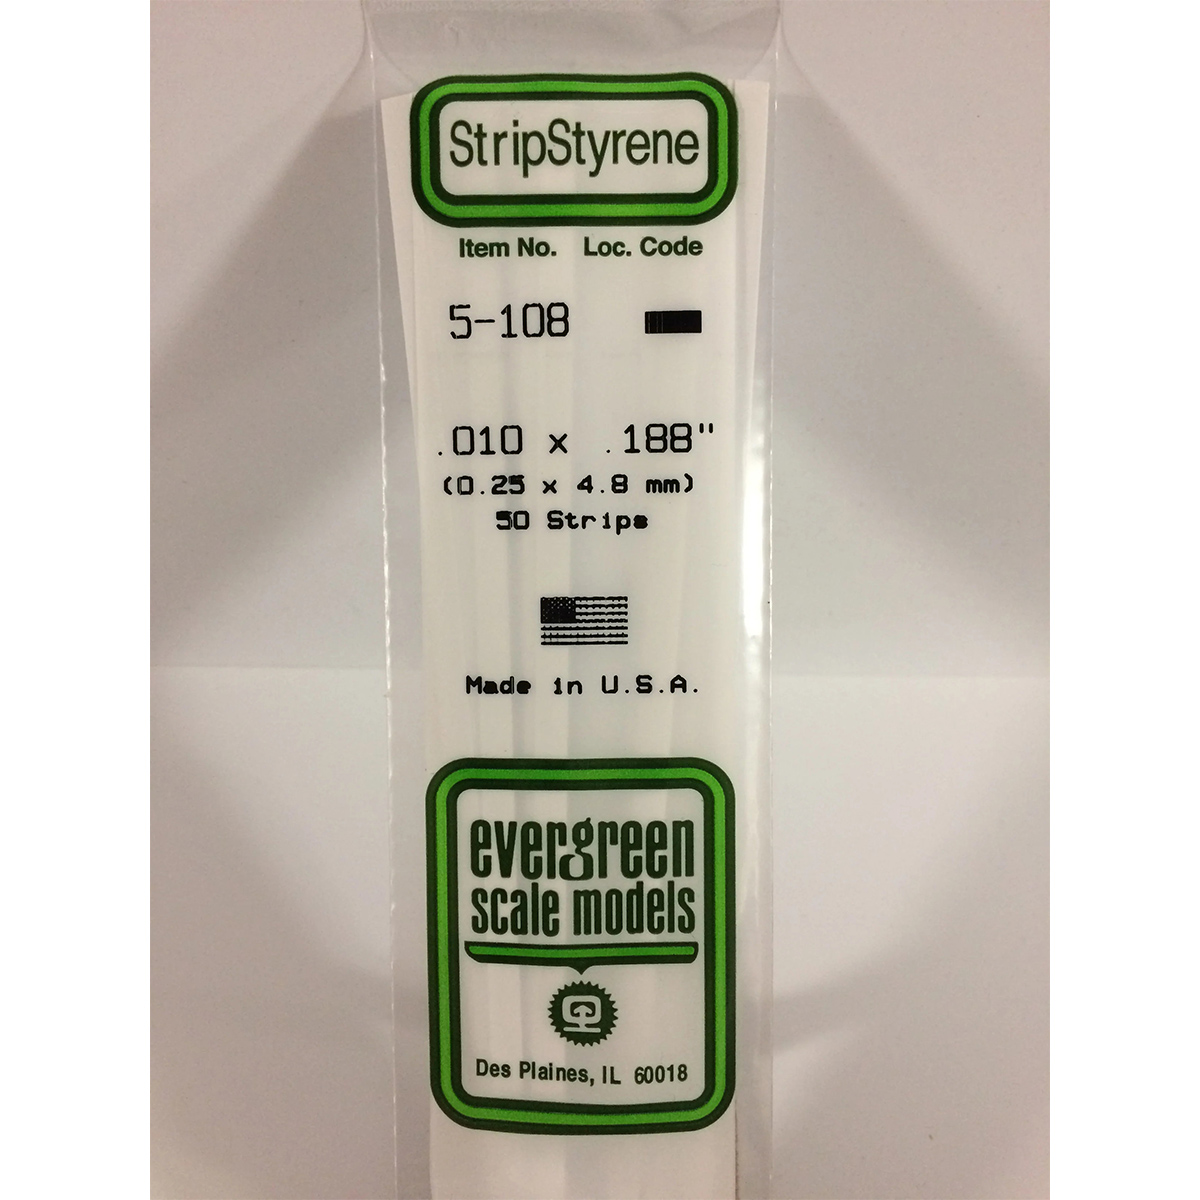 StripStyrene
Item No. Loc. Code
5-108
.010 x .188"
(0.25 x 4.8 mm)
50 Strips
Made in U.S.A.
evergreen
scale models
Des Plaines, IL 60018